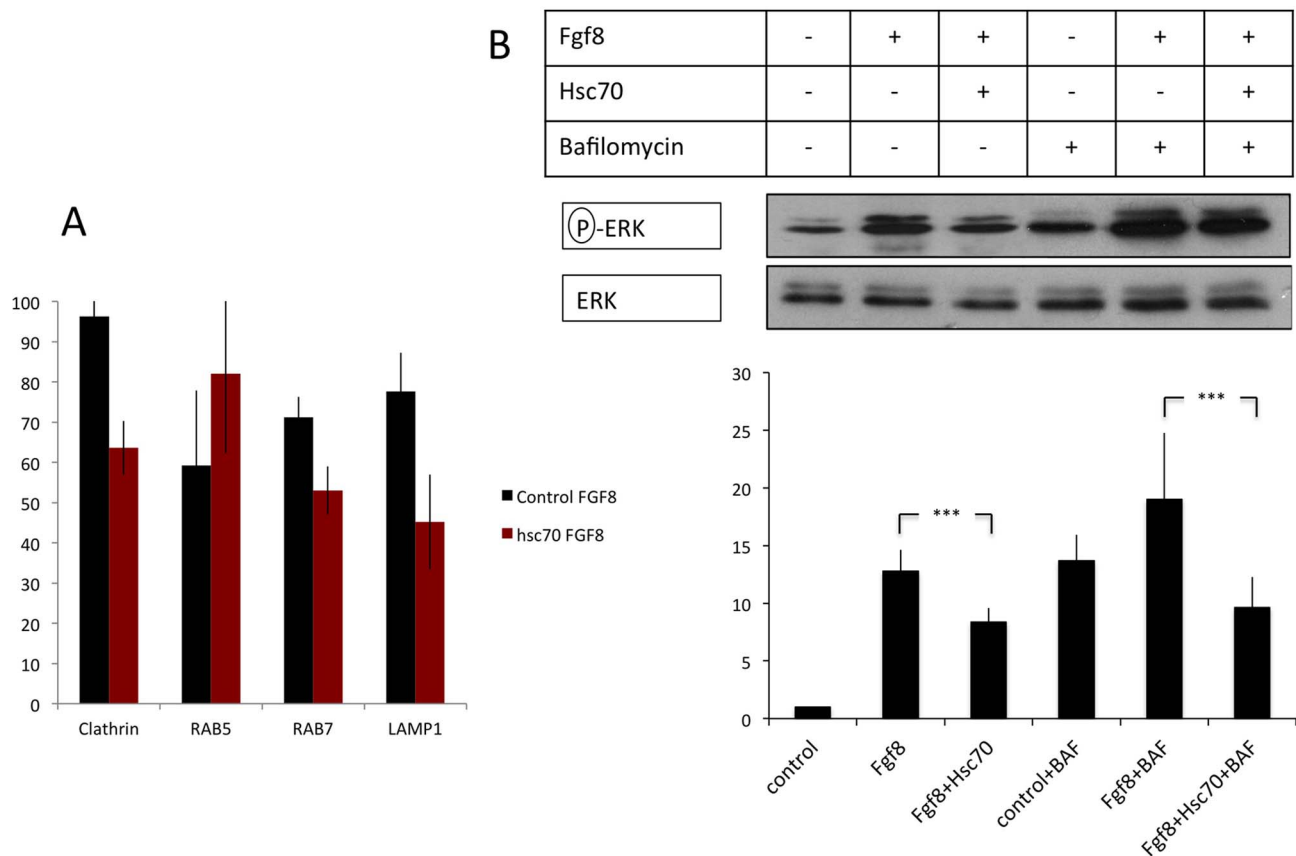 B
Fgf8 - + + - + +
Hsc70 - - + - - +
Bafilomycin - - - + + +
P-ERK
ERK
A
100
90
80
70
60
50
40
30
20
10
0
Clathrin RAB5 RAB7 LAMP1
Control FGF8
hsc70 FGF8
30
25
20
15
10
5
0
*** ***
control Fgf8 Fgf8+Hsc70 control+BAF Fgf8+BAF Fgf8+Hsc70+BAF